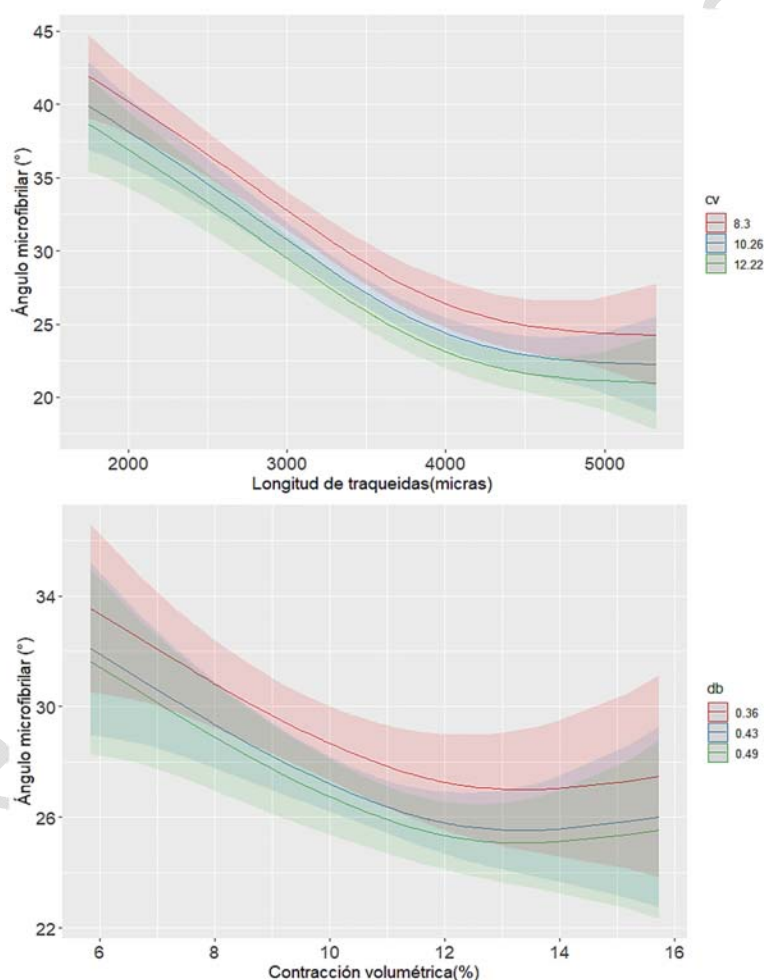 45
40
35
30
25
20
Ángulo microfibrilar (°)
2000 3000 4000 5000
Longitud de traqueidas(micras)
cv
8.3
10.26
12.22
34
30
26
22
Ángulo microfibrilar (°)
6 8 10 12 14 16
Contracción volumétrica(%)
db
0.36
0.43
0.49